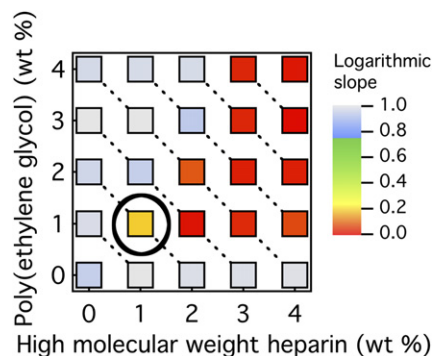 Poly(ethylene glycol) (wt %)
4
3
2
1
0
0 1 2 3 4
High molecular weight heparin (wt %)
Logarithmic
slope
1.0
0.8
0.6
0.4
0.2
0.0